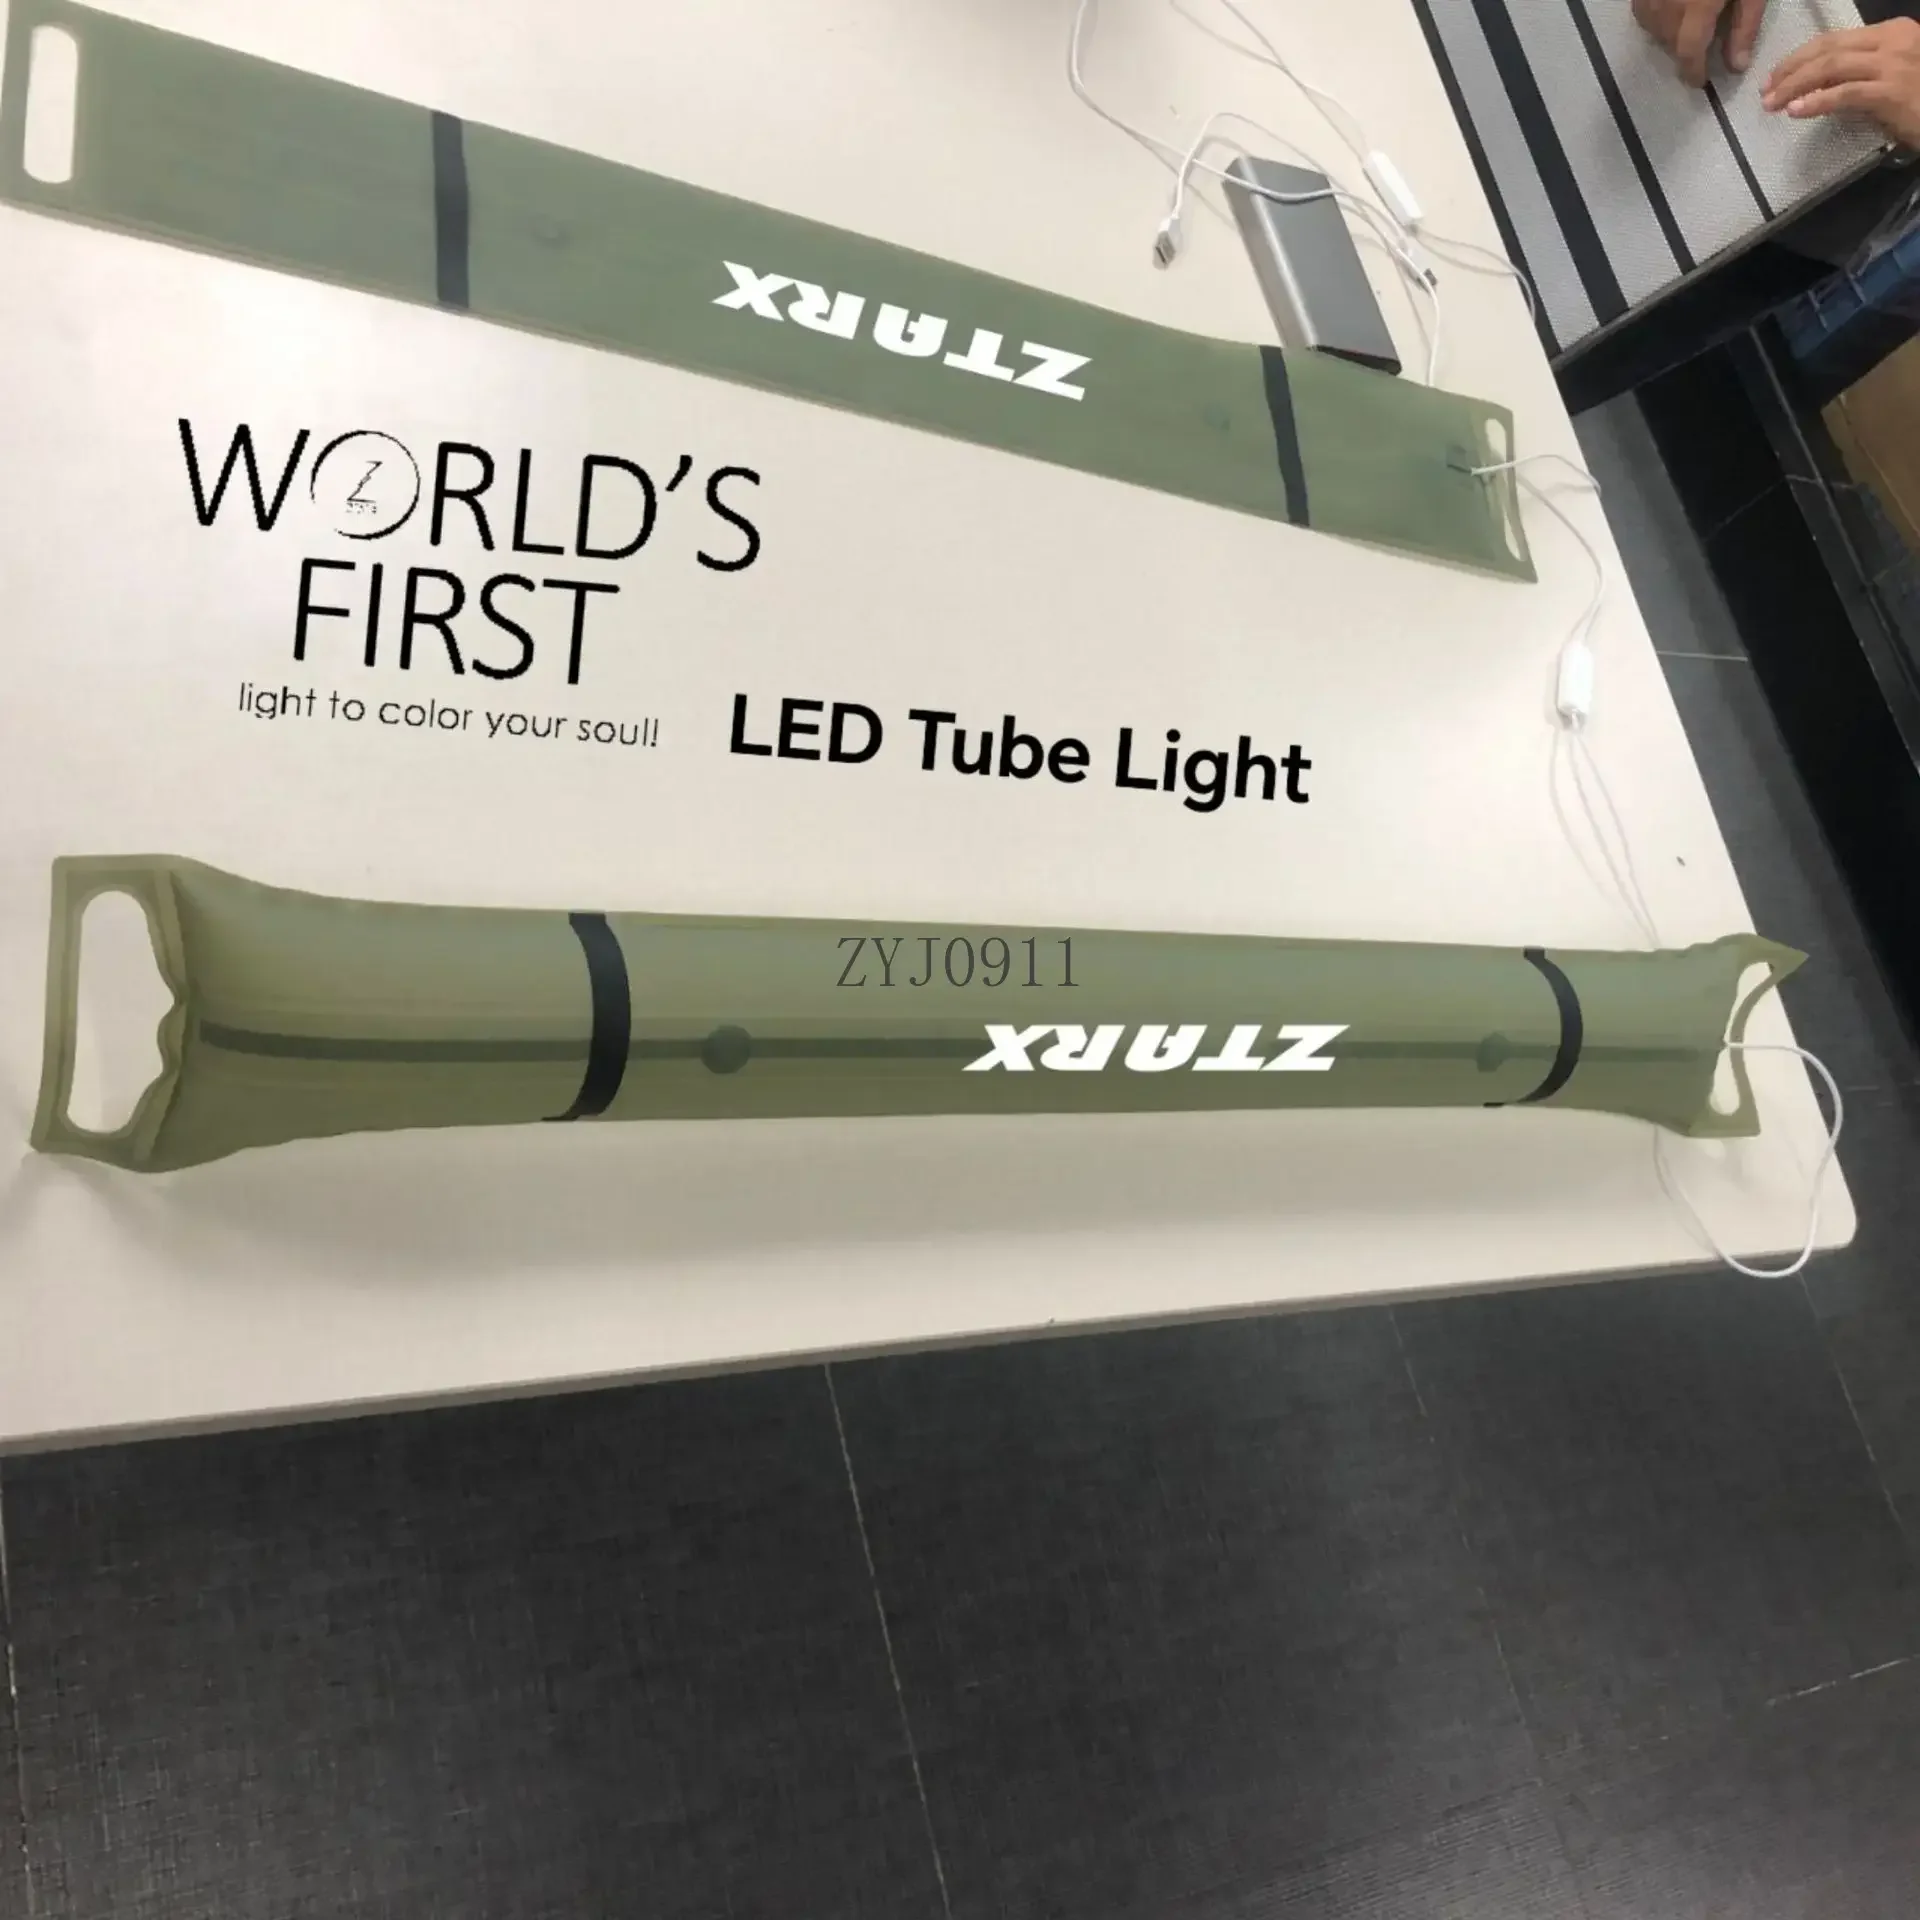 ZTARX
WORLD'S
FIRST
light to color your soul!
LED Tube Light
ZYJ0911
ZTARX